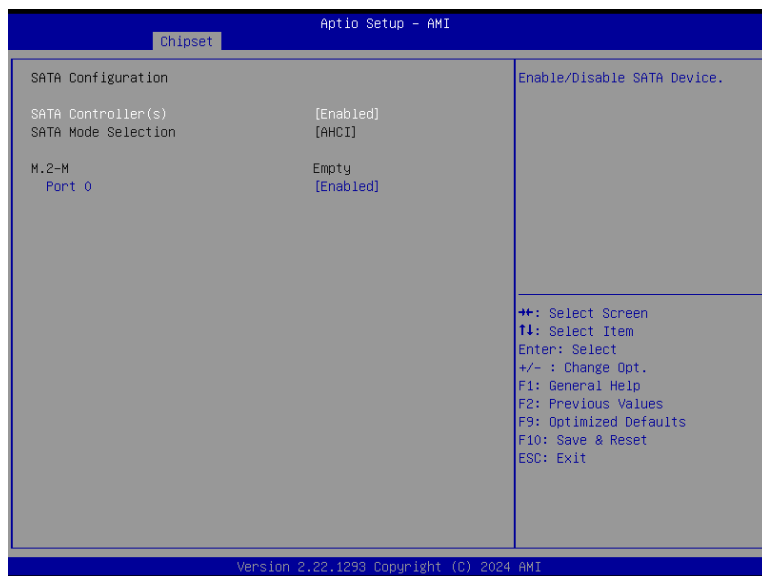 Aptio Setup – AMI
Chipset
SATA Configuration
SATA Controller(s) [Enabled]
SATA Mode Selection [AHCI]
M.2-M Empty
Port 0 [Enabled]
Enable/Disable SATA Device.
→←: Select Screen
↑↓: Select Item
Enter: Select
+/- : Change Opt.
F1: General Help
F2: Previous Values
F9: Optimized Defaults
F10: Save & Reset
ESC: Exit
Version 2.22.1293 Copyright (C) 2024 AMI